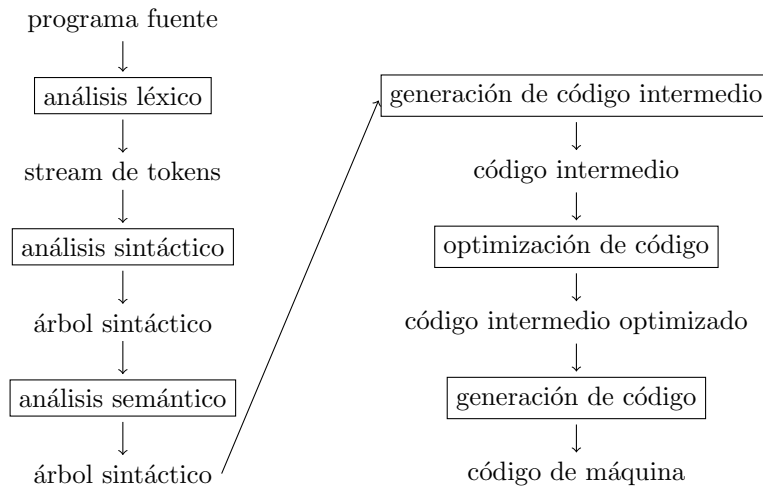 programa fuente
análisis léxico
stream de tokens
análisis sintáctico
árbol sintáctico
análisis semántico
árbol sintáctico
generación de código intermedio
código intermedio
optimización de código
código intermedio optimizado
generación de código
código de máquina